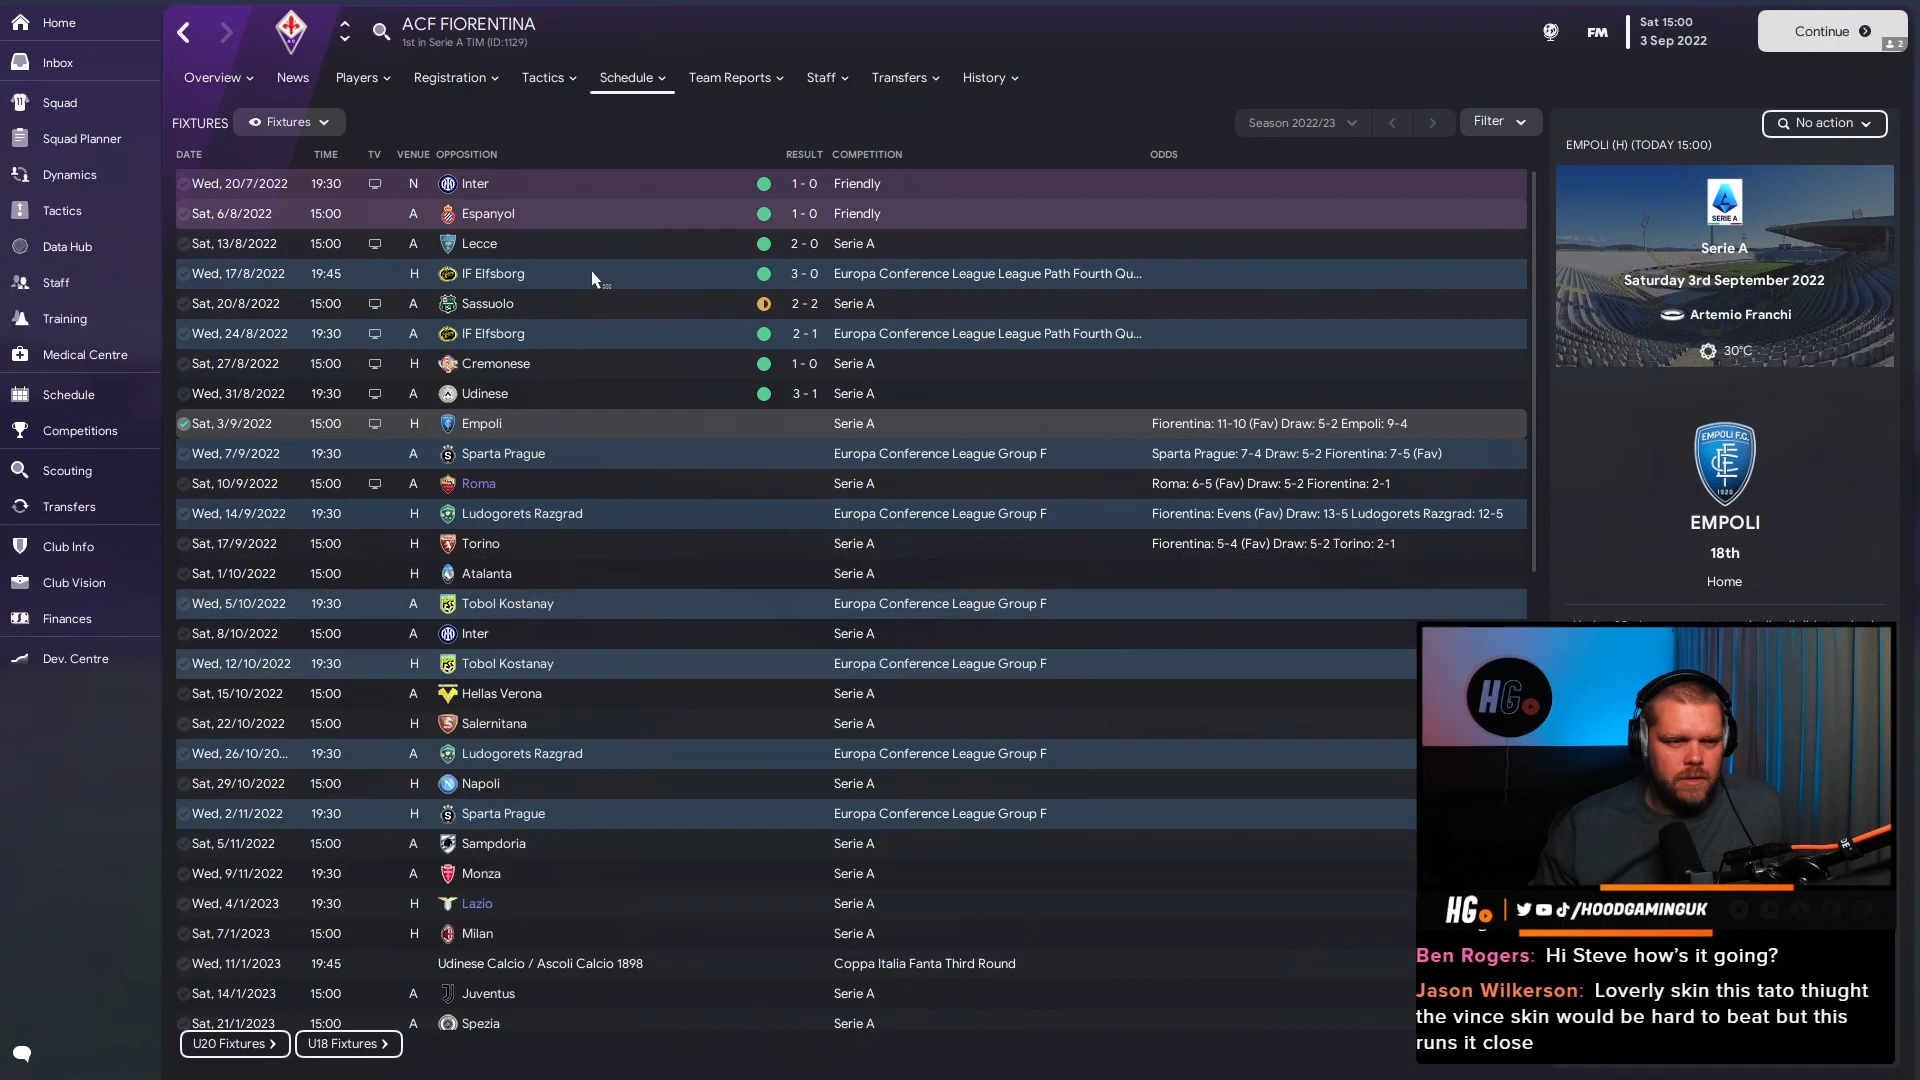 Home
Inbox
Squad
Squad Planner
Dynamics
Tactics
Data Hub
Staff
Training
Medical Centre
Schedule
Competitions
Scouting
Transfers
Club Info
Club Vision
Finances
Dev. Centre
ACF FIORENTINA
1st in Serie A TIM (ID:1129)
FM
Sat 15:00
3 Sep 2022
Continue
2
Overview News Players Registration Tactics Schedule Team Reports Staff Transfers History
FIXTURES Fixtures Season 2022/23 Filter
DATE TIME TV VENUE OPPOSITION RESULT COMPETITION ODDS
Wed, 20/7/2022 19:30 N Inter 1 - 0 Friendly
Sat, 6/8/2022 15:00 A Espanyol 1 - 0 Friendly
Sat, 13/8/2022 15:00 A Lecce 2 - 0 Serie A
Wed, 17/8/2022 19:45 H IF Elfsborg 3 - 0 Europa Conference League League Path Fourth Qu...
Sat, 20/8/2022 15:00 A Sassuolo 2 - 2 Serie A
Wed, 24/8/2022 19:30 A IF Elfsborg 2 - 1 Europa Conference League League Path Fourth Qu...
Sat, 27/8/2022 15:00 H Cremonese 1 - 0 Serie A
Wed, 31/8/2022 19:30 A Udinese 3 - 1 Serie A
Sat, 3/9/2022 15:00 H Empoli Serie A Fiorentina: 11-10 (Fav) Draw: 5-2 Empoli: 9-4
Wed, 7/9/2022 19:30 A Sparta Prague Europa Conference League Group F Sparta Prague: 7-4 Draw: 5-2 Fiorentina: 7-5 (Fav)
Sat, 10/9/2022 15:00 A Roma Serie A Roma: 6-5 (Fav) Draw: 5-2 Fiorentina: 2-1
Wed, 14/9/2022 19:30 H Ludogorets Razgrad Europa Conference League Group F Fiorentina: Evens (Fav) Draw: 13-5 Ludogorets Razgrad: 12-5
Sat, 17/9/2022 15:00 H Torino Serie A Fiorentina: 5-4 (Fav) Draw: 5-2 Torino: 2-1
Sat, 1/10/2022 15:00 H Atalanta Serie A
Wed, 5/10/2022 19:30 A Tobol Kostanay Europa Conference League Group F
Sat, 8/10/2022 15:00 A Inter Serie A
Wed, 12/10/2022 19:30 H Tobol Kostanay Europa Conference League Group F
Sat, 15/10/2022 15:00 A Hellas Verona Serie A
Sat, 22/10/2022 15:00 H Salernitana Serie A
Wed, 26/10/20... 19:30 A Ludogorets Razgrad Europa Conference League Group F
Sat, 29/10/2022 15:00 H Napoli Serie A
Wed, 2/11/2022 19:30 H Sparta Prague Europa Conference League Group F
Sat, 5/11/2022 15:00 A Sampdoria Serie A
Wed, 9/11/2022 19:30 A Monza Serie A
Wed, 4/1/2023 19:30 H Lazio Serie A
Sat, 7/1/2023 15:00 H Milan Serie A
Wed, 11/1/2023 19:45 Udinese Calcio / Ascoli Calcio 1898 Coppa Italia Fanta Third Round
Sat, 14/1/2023 15:00 A Juventus Serie A
Sat, 21/1/2023 15:00 A Spezia Serie A
U20 Fixtures U18 Fixtures
No action
EMPOLI (H) (TODAY 15:00)
SERIE A
Serie A
Saturday 3rd September 2022
Artemio Franchi
30°C
EMPOLI F.C.
1920
EMPOLI
18th
Home
HG
HG /HOODGAMINGUK
Ben Rogers: Hi Steve how's it going?
Jason Wilkerson: Loverly skin this tato thiught
the vince skin would be hard to beat but this
runs it close